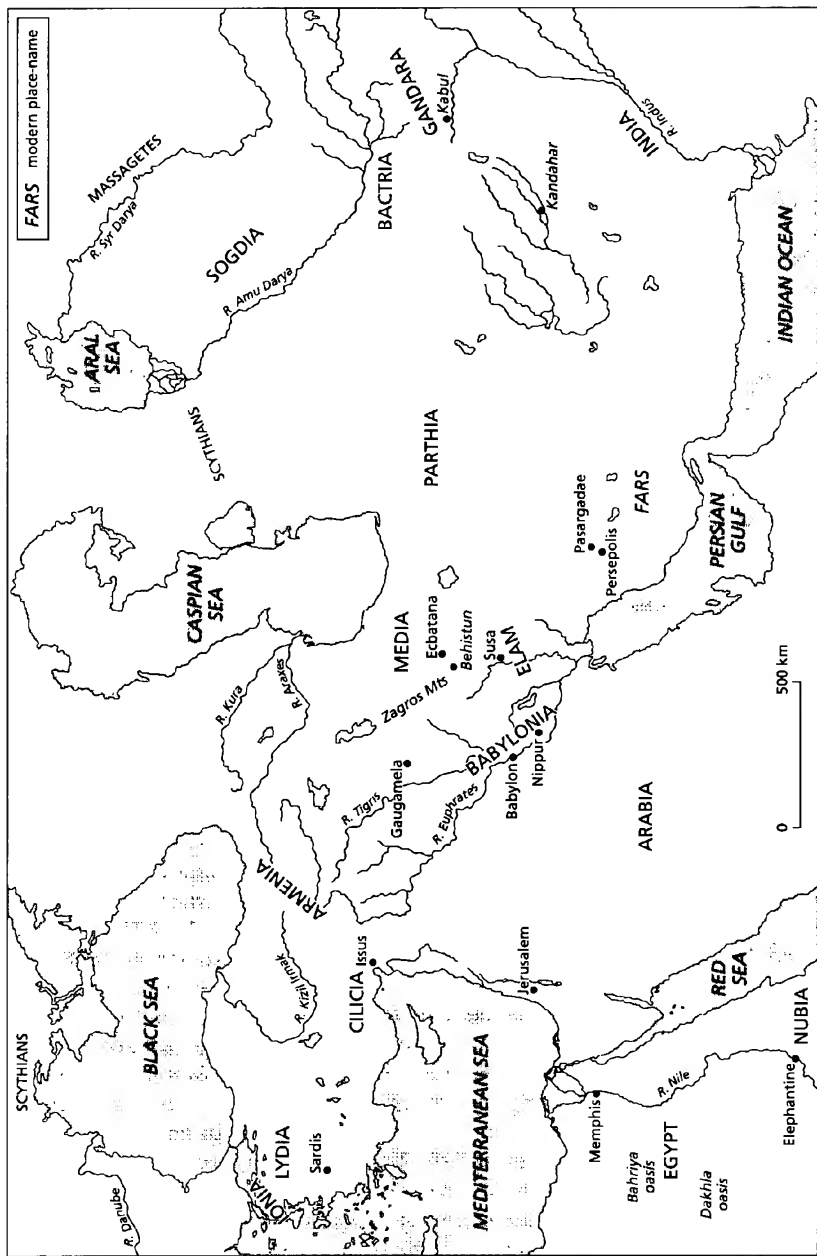 FARS modern place-name
SCYTHIANS
R. Danube
BLACK SEA
IONIA
LYDIA
Sardis
R. Kizil Irmak
CILICIA
Issus
ARMENIA
MEDITERRANEAN SEA
Jerusalem
Memphis
R. Nile
Bahriya
oasis
EGYPT
Dakhla
oasis
Elephantine
NUBIA
RED
SEA
ARABIA
CASPIAN
SEA
R. Kura
R. Araxes
MEDIA
Ecbatana
Behistun
Zagros Mts
Gaugamela
R. Tigris
R. Euphrates
BABYLONIA
Babylon
Nippur
Susa
ELAM
0 500 km
ARAL
SEA
SCYTHIANS
MASSAGETES
R. Syr Darya
SOGDIA
R. Amu Darya
BACTRIA
PARTHIA
GANDARA
Kabul
Kandahar
INDIA
R. Indus
Pasargadae
Persepolis
FARS
PERSIAN
GULF
INDIAN OCEAN